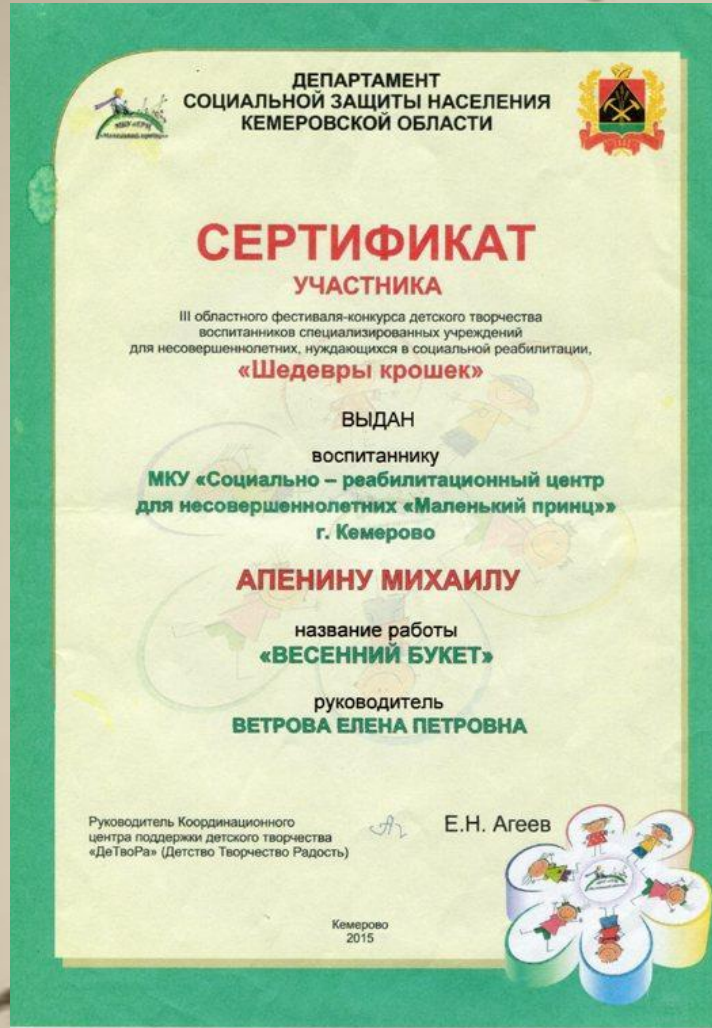 ДЕПАРТАМЕНТ
СОЦИАЛЬНОЙ ЗАЩИТЫ НАСЕЛЕНИЯ
КЕМЕРОВСКОЙ ОБЛАСТИ
СЕРТИФИКАТ
УЧАСТНИКА
III областного фестиваля-конкурса детского творчества
воспитанников специализированных учреждений
для несовершеннолетних, нуждающихся в социальной реабилитации,
«Шедевры крошек»
ВЫДАН
воспитаннику
МКУ «Социально – реабилитационный центр
для несовершеннолетних «Маленький принц»»
г. Кемерово
АПЕНИНУ МИХАИЛУ
название работы
«ВЕСЕННИЙ БУКЕТ»
руководитель
ВЕТРОВА ЕЛЕНА ПЕТРОВНА
Руководитель Координационного
центра поддержки детского творчества
«ДеТвоРа» (Детство Творчество Радость)
Е.Н. Агеев
Кемерово
2015